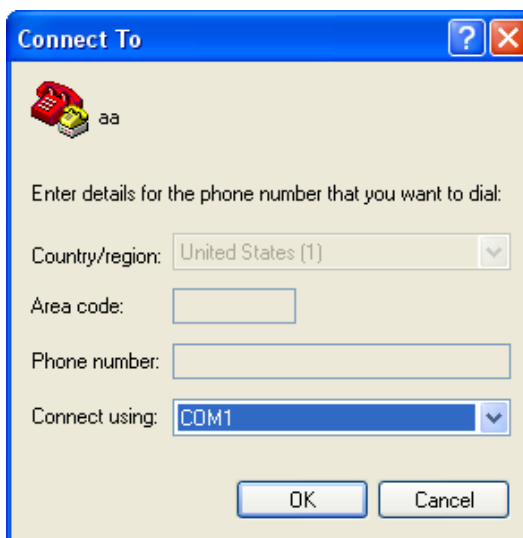 Connect To
aa
Enter details for the phone number that you want to dial:
Country/region: United States (1)
Area code:
Phone number:
Connect using: COM1
OK Cancel